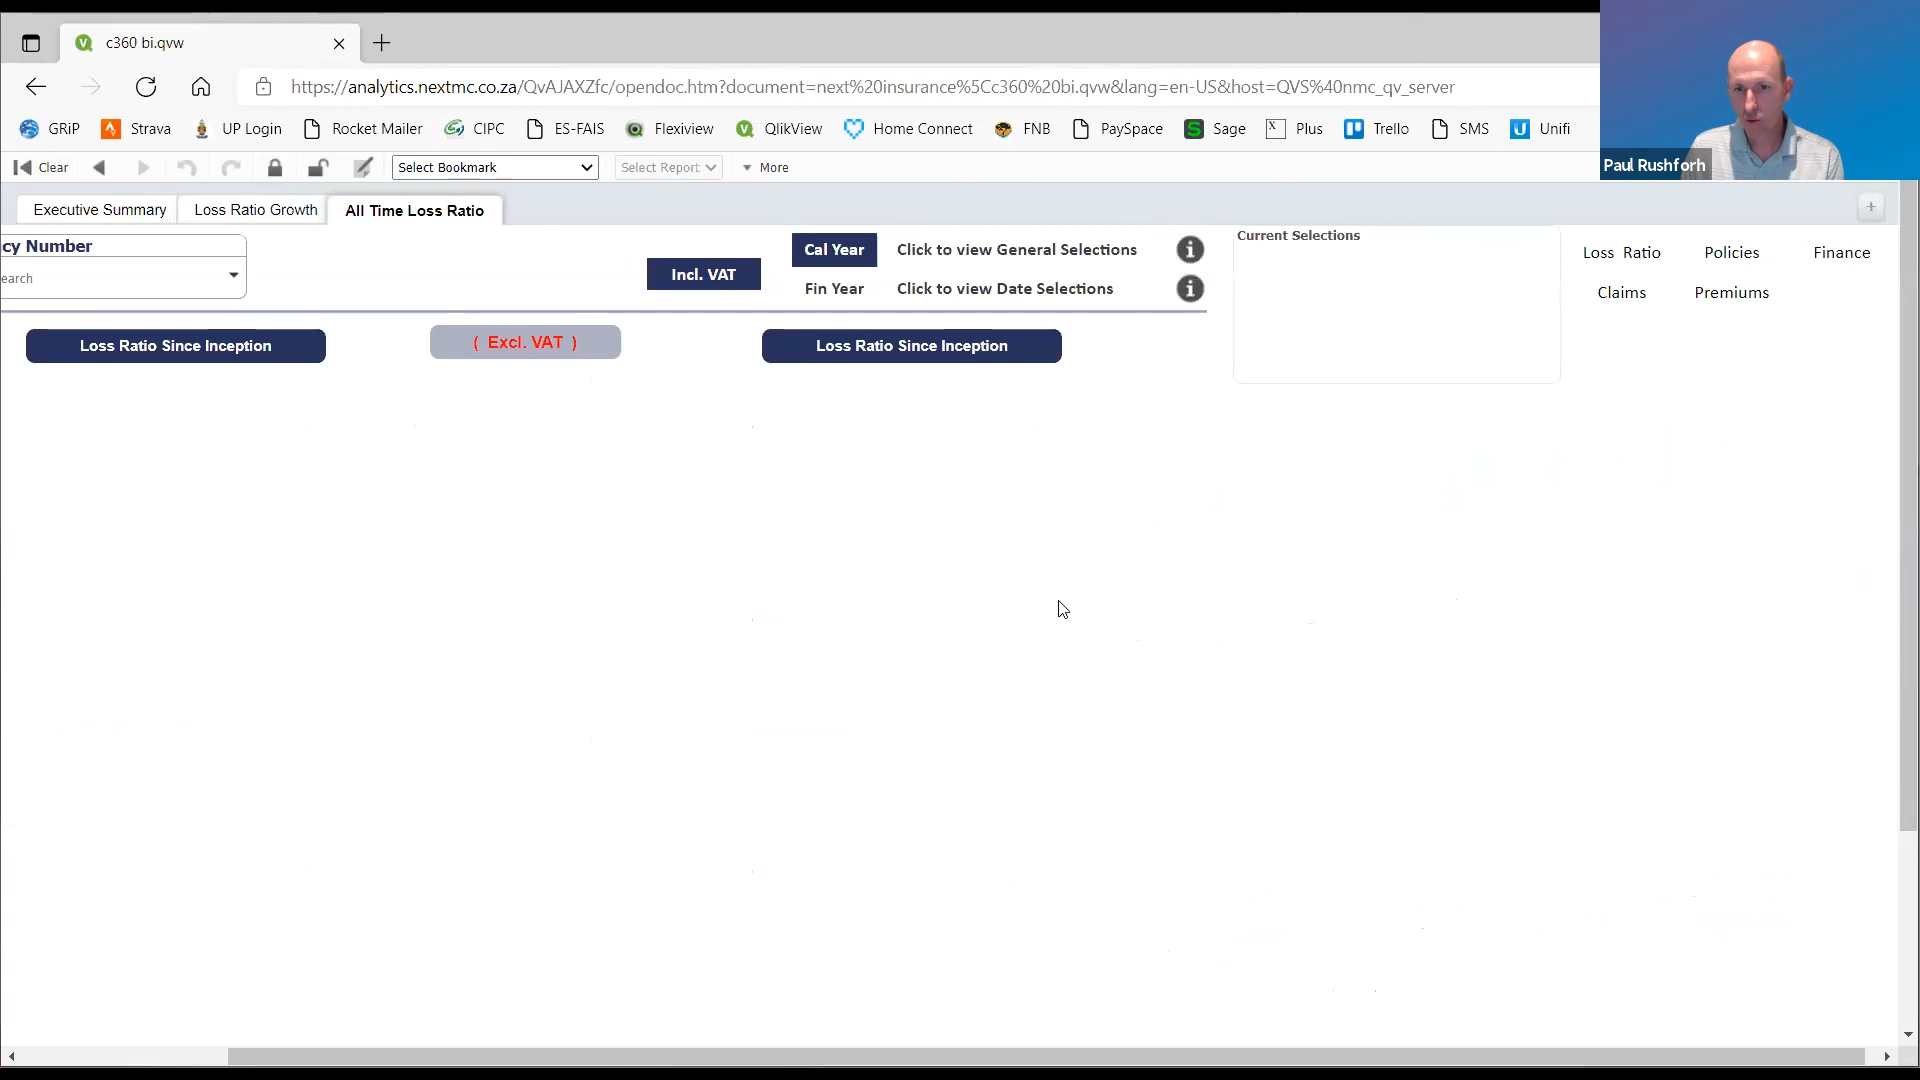 c360 bi.qvw
https://analytics.nextmc.co.za/QvAJAXZfc/opendoc.htm?document=next%20insurance%5Cc360%20bi.qvw&lang=en-US&host=QVS%40nmc_qv_server
GRiP Strava UP Login Rocket Mailer CIPC ES-FAIS Flexiview QlikView Home Connect FNB PaySpace Sage Plus Trello SMS Unifi
Paul Rushforh
Clear Select Bookmark Select Report More
Executive Summary Loss Ratio Growth All Time Loss Ratio
cy Number
earch
Incl. VAT
Cal Year Click to view General Selections
Fin Year Click to view Date Selections
Current Selections
Loss Ratio Policies Finance
Claims Premiums
Loss Ratio Since Inception ( Excl. VAT ) Loss Ratio Since Inception